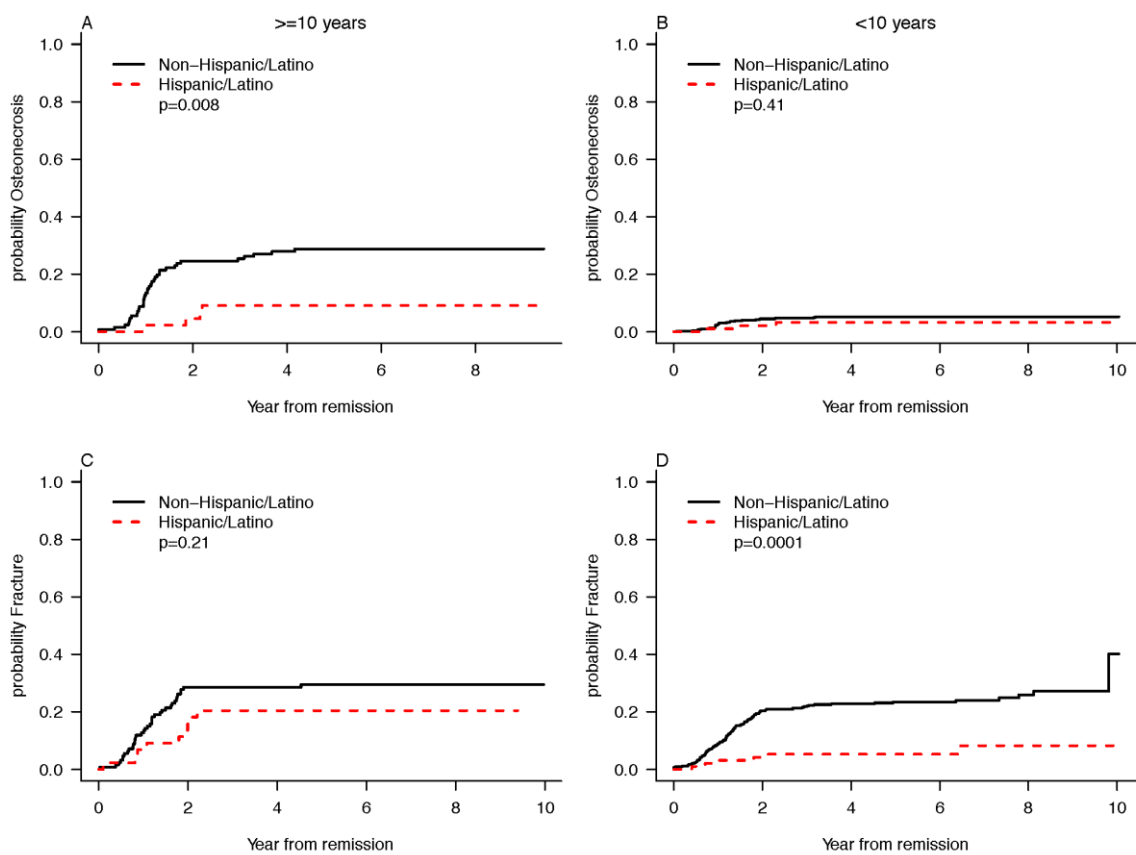 A
>=10 years
1.0
0.8
0.6
0.4
0.2
0.0
probability Osteonecrosis
Non−Hispanic/Latino
Hispanic/Latino
p=0.008
0 2 4 6 8
Year from remission
B
<10 years
1.0
0.8
0.6
0.4
0.2
0.0
probability Osteonecrosis
Non−Hispanic/Latino
Hispanic/Latino
p=0.41
0 2 4 6 8 10
Year from remission
C
1.0
0.8
0.6
0.4
0.2
0.0
probability Fracture
Non−Hispanic/Latino
Hispanic/Latino
p=0.21
0 2 4 6 8 10
Year from remission
D
1.0
0.8
0.6
0.4
0.2
0.0
probability Fracture
Non−Hispanic/Latino
Hispanic/Latino
p=0.0001
0 2 4 6 8 10
Year from remission